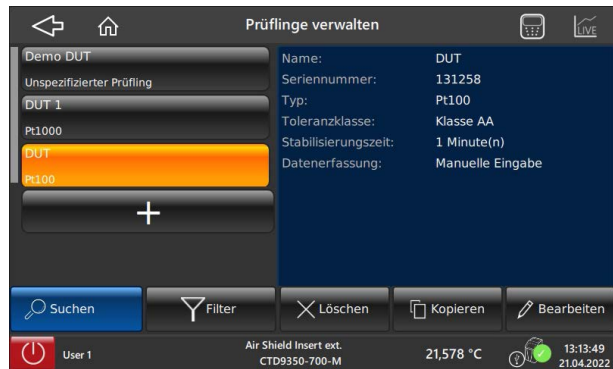 Prüflinge verwalten
LIVE
Demo DUT
Unspezifizierter Prüfling
DUT 1
Pt1000
DUT
Pt100
+
Name: DUT
Seriennummer: 131258
Typ: Pt100
Toleranzklasse: Klasse AA
Stabilisierungszeit: 1 Minute(n)
Datenerfassung: Manuelle Eingabe
Suchen
Filter
Löschen
Kopieren
Bearbeiten
User 1
Air Shield Insert ext.
CTD9350-700-M
21,578 °C
13:13:49
21.04.2022